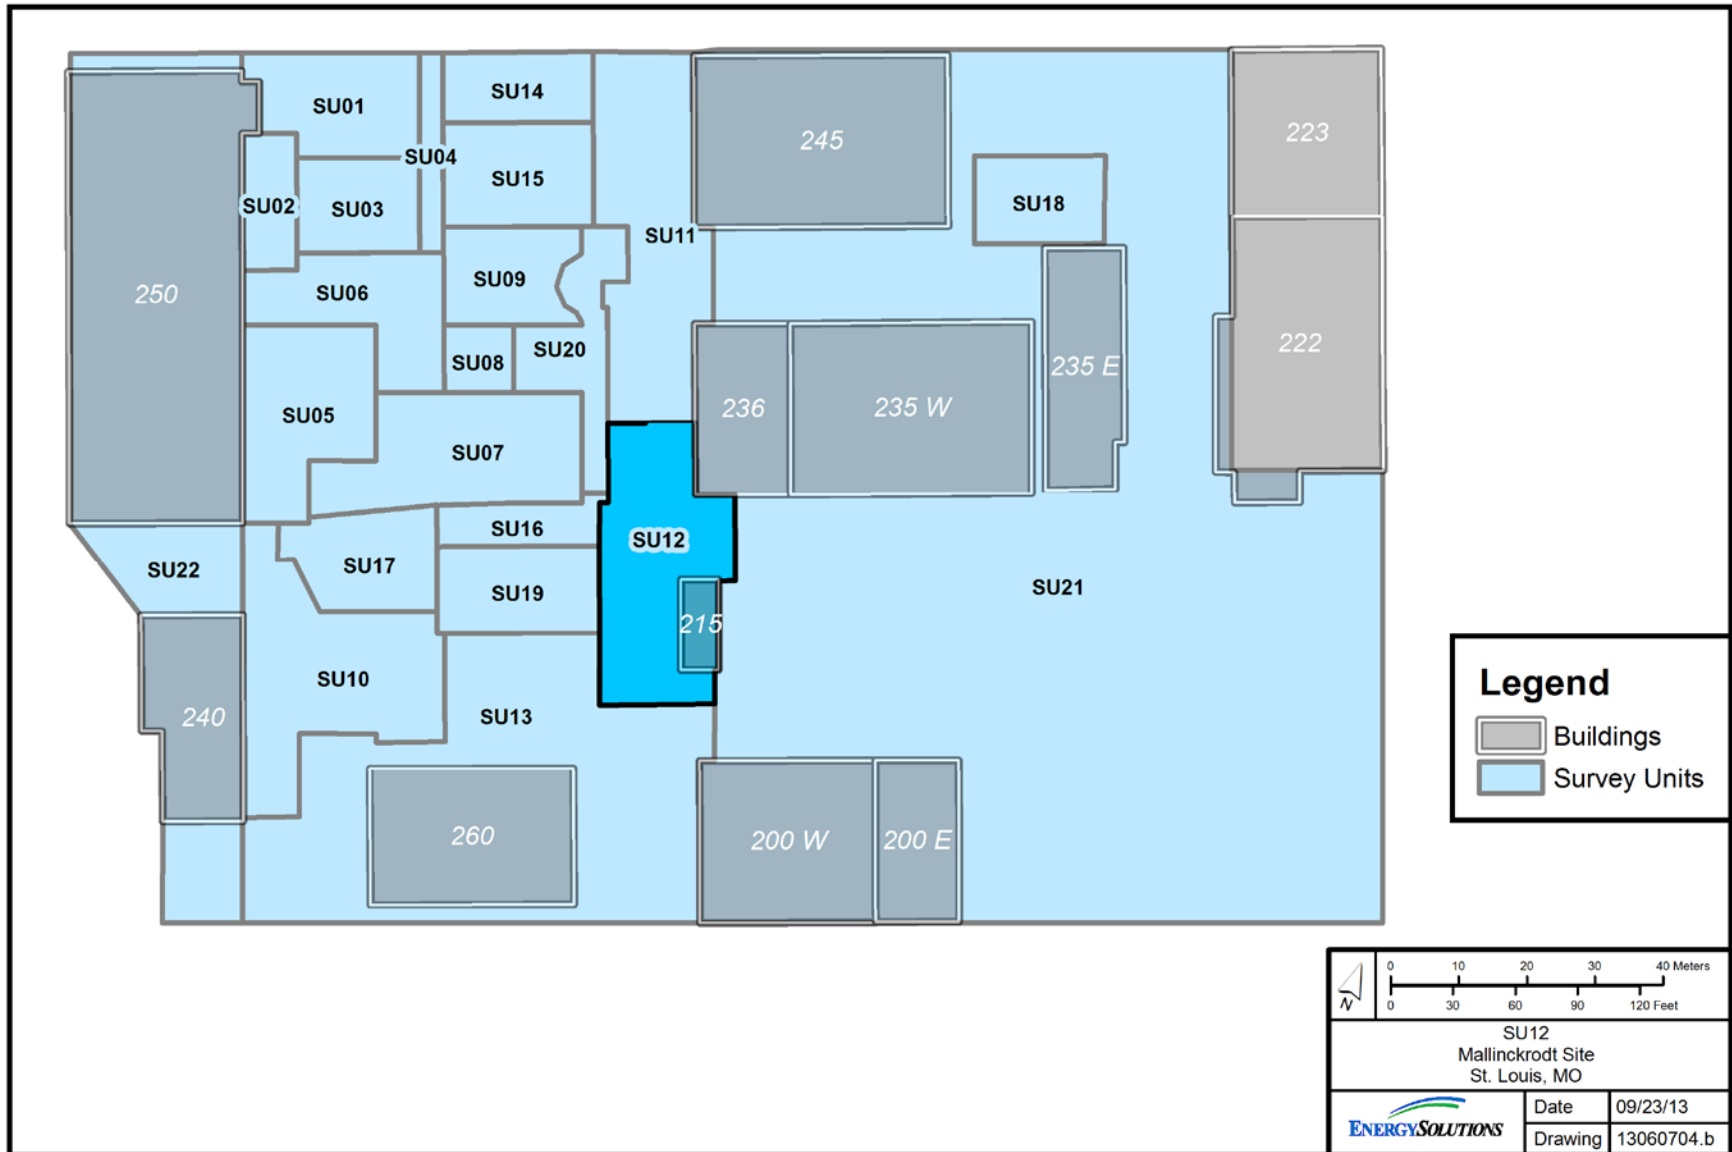 SU01
SU14
245
223
SU04
SU15
SU02
SU03
SU18
SU11
SU09
250
SU06
SU20
SU08
235 E
222
236
235 W
SU05
SU07
SU16
SU12
SU17
SU22
SU19
SU21
215
SU10
240
SU13
260
200 W
200 E
Legend
Buildings
Survey Units
N
0 10 20 30 40 Meters
0 30 60 90 120 Feet
SU12
Mallinckrodt Site
St. Louis, MO
ENERGYSOLUTIONS
Date 09/23/13
Drawing 13060704.b